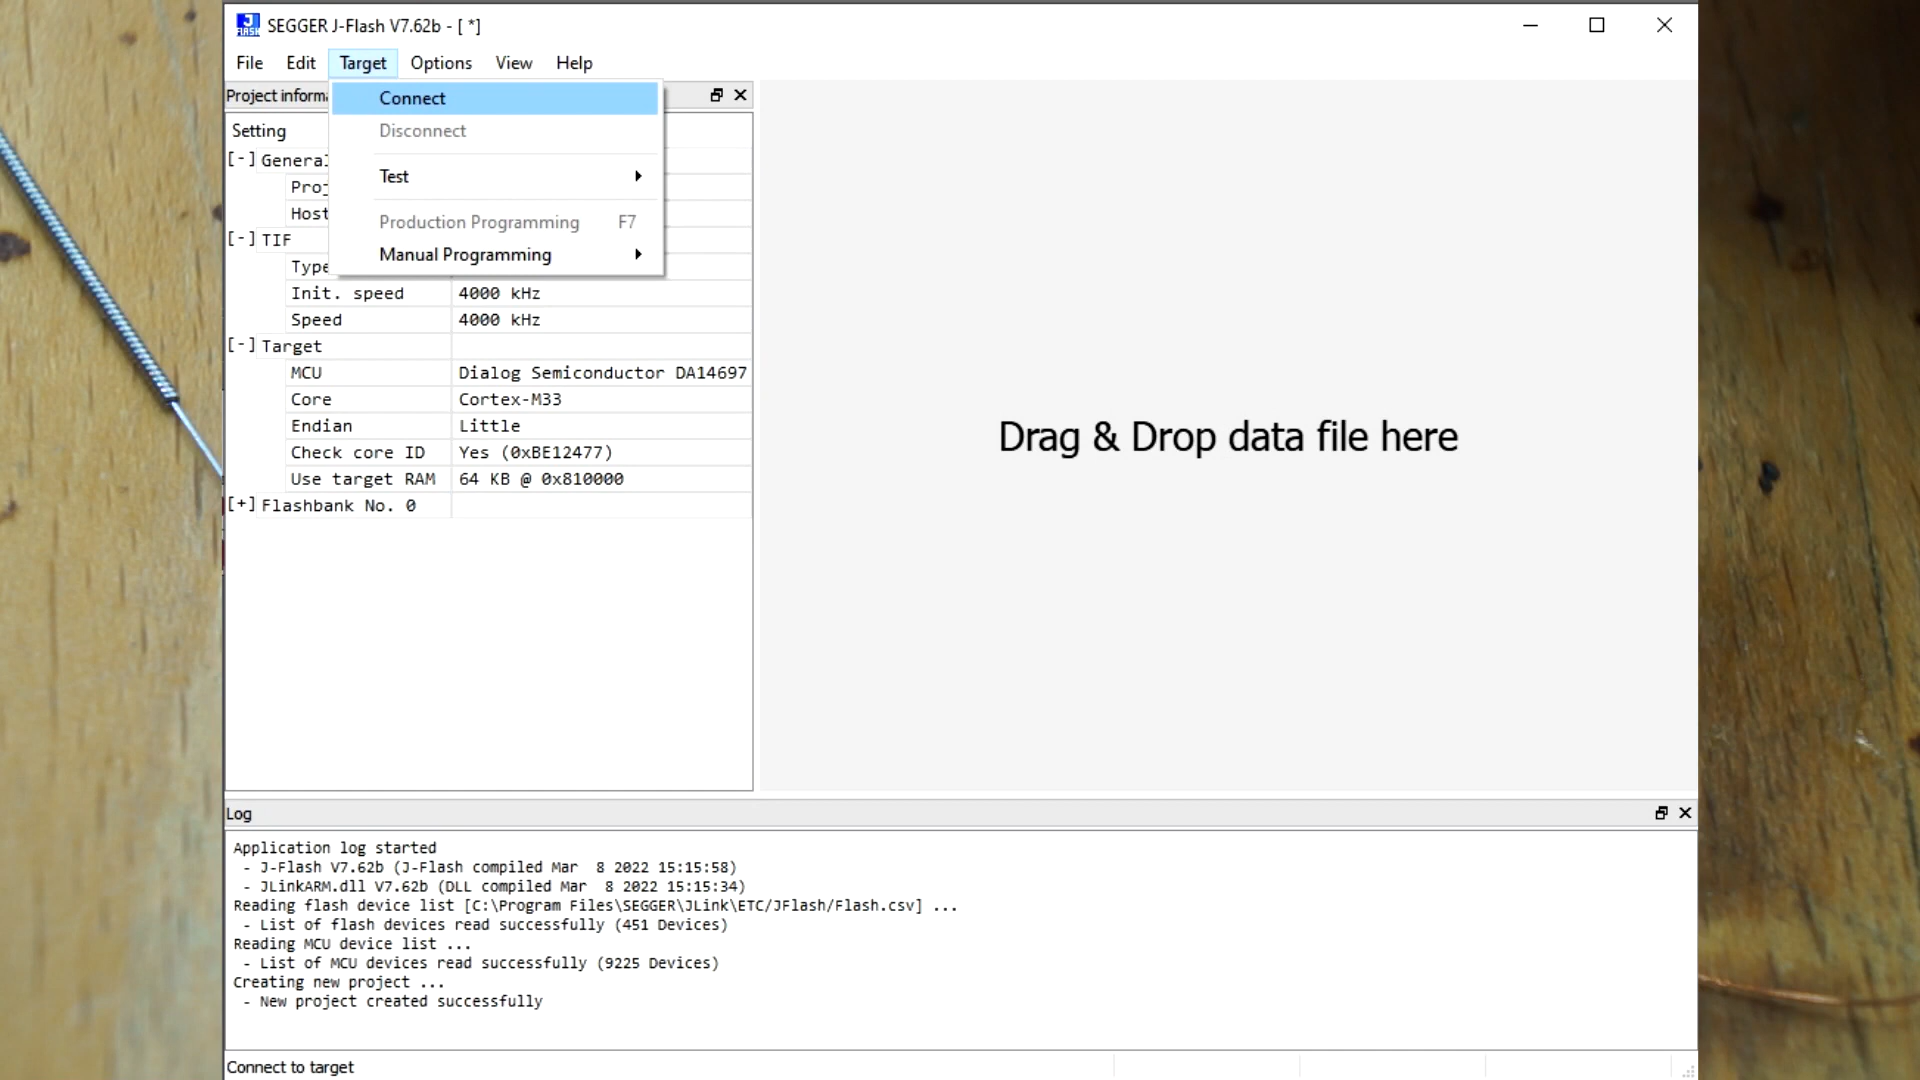 SEGGER J-Flash V7.62b - [ *]
File Edit Target Options View Help
Project informa
Connect
Disconnect
Test
Production Programming F7
Manual Programming
Setting
[-] General
Proj
Host
[-] TIF
Type
Init. speed 4000 kHz
Speed 4000 kHz
[-] Target
MCU Dialog Semiconductor DA14697
Core Cortex-M33
Endian Little
Check core ID Yes (0xBE12477)
Use target RAM 64 KB @ 0x810000
[+] Flashbank No. 0
Drag & Drop data file here
Log
Application log started
- J-Flash V7.62b (J-Flash compiled Mar  8 2022 15:15:58)
- JLinkARM.dll V7.62b (DLL compiled Mar  8 2022 15:15:34)
Reading flash device list [C:\Program Files\SEGGER\JLink\ETC/JFlash/Flash.csv] ...
- List of flash devices read successfully (451 Devices)
Reading MCU device list ...
- List of MCU devices read successfully (9225 Devices)
Creating new project ...
- New project created successfully
Connect to target